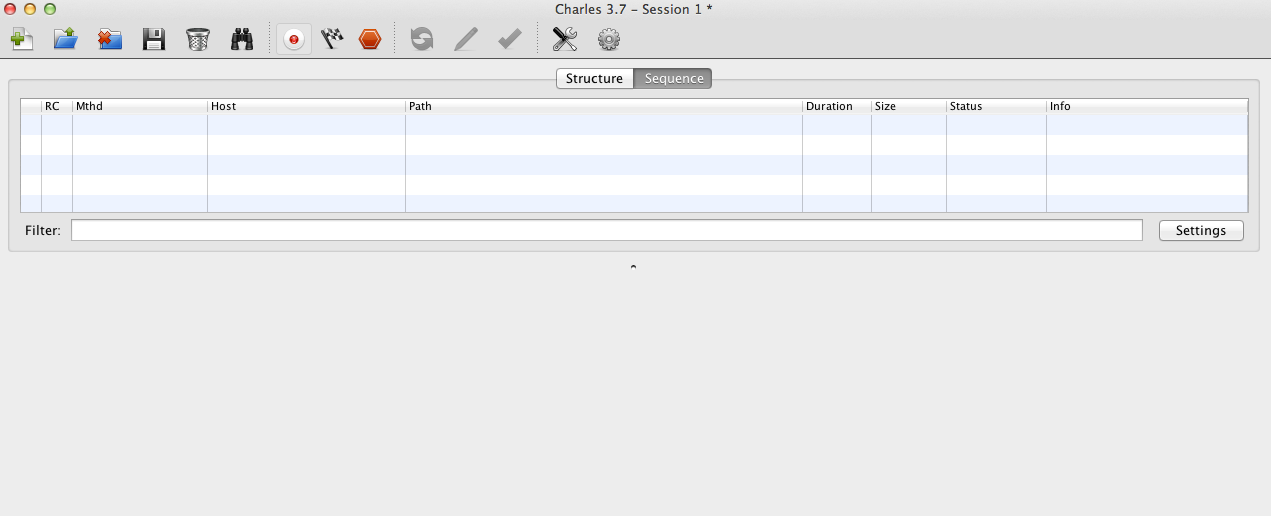 Charles 3.7 – Session 1 *
Structure Sequence
RC Mthd Host Path Duration Size Status Info
Filter: Settings